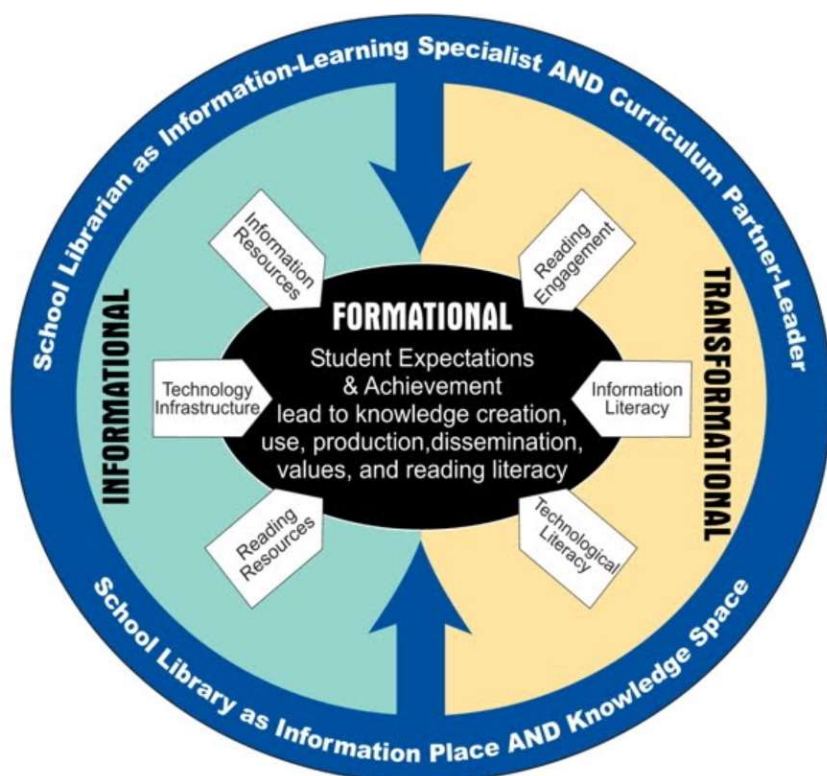 School Librarian as Information-Learning Specialist AND Curriculum Partner-Leader
INFORMATIONAL
Information
Resources
Technology
Infrastructure
Reading
Resources
FORMATIONAL
Student Expectations
& Achievement
lead to knowledge creation,
use, production,dissemination,
values, and reading literacy
Reading
Engagement
Information
Literacy
Technological
Literacy
TRANSFORMATIONAL
School Library as Information Place AND Knowledge Space